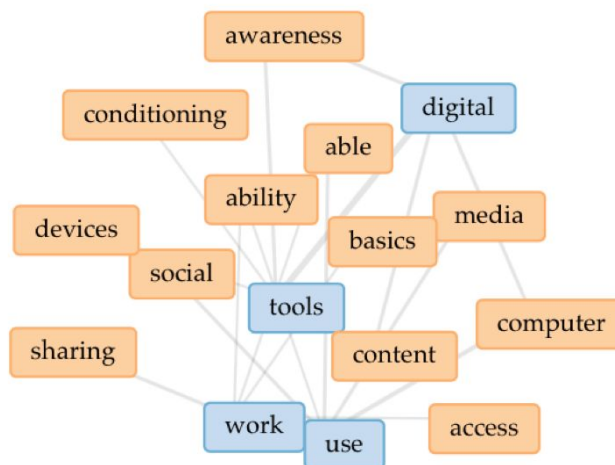 awareness
digital
conditioning
able
ability
media
devices
basics
social
tools
computer
sharing
content
work
access
use